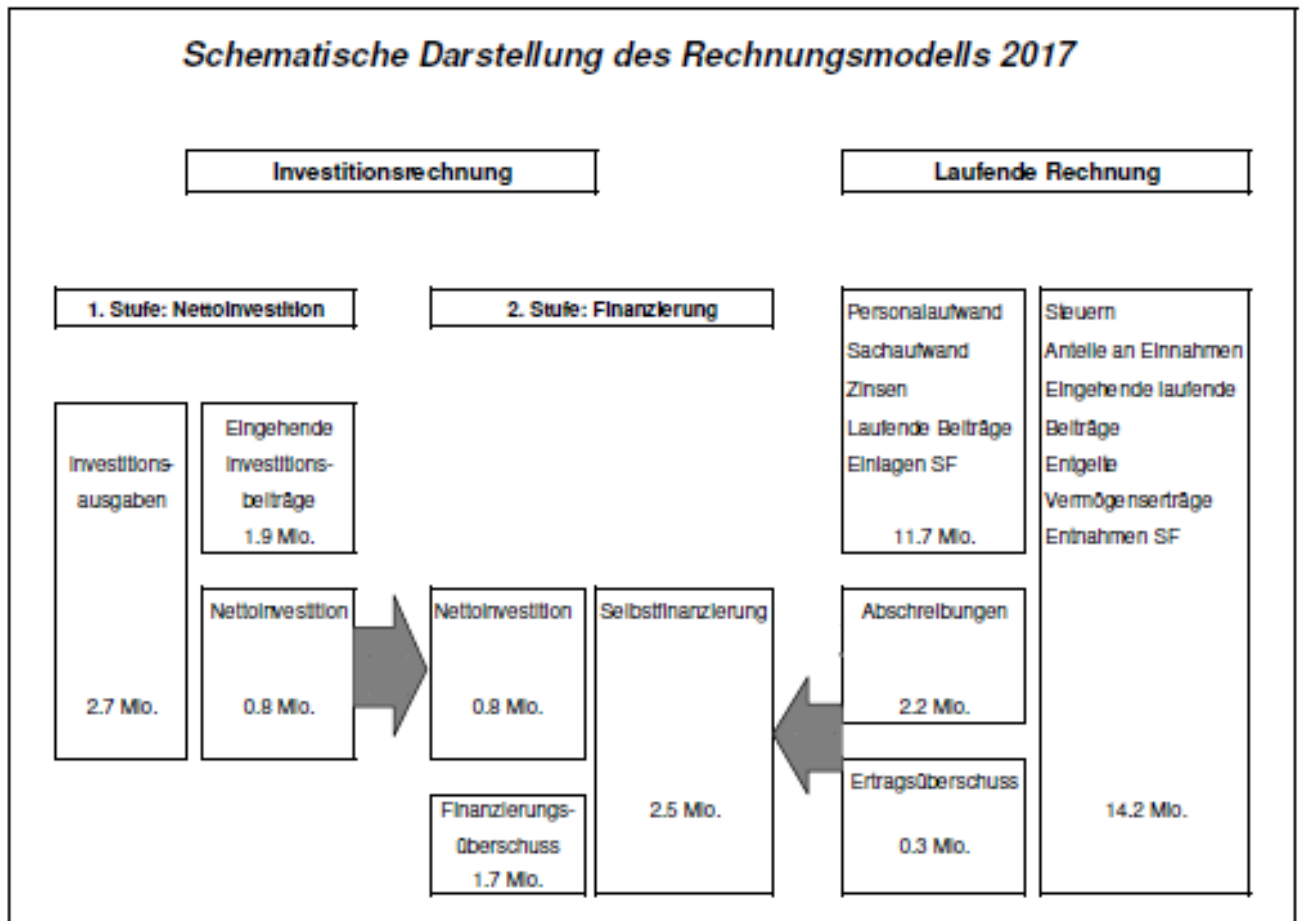 Schematische Darstellung des Rechnungsmodells 2017
Investitionsrechnung
Laufende Rechnung
1. Stufe: Nettoinvestition
2. Stufe: Finanzierung
Investitions-
ausgaben
2.7 Mio.
Eingehende
Investitions-
beiträge
1.9 Mio.
Nettoinvestition
0.8 Mio.
Nettoinvestition
0.8 Mio.
Finanzierungs-
überschuss
1.7 Mio.
Selbstfinanzierung
2.5 Mio.
Personalaufwand
Sachaufwand
Zinsen
Laufende Beiträge
Einlagen SF
11.7 Mio.
Abschreibungen
2.2 Mio.
Ertragsüberschuss
0.3 Mio.
Steuern
Anteile an Einnahmen
Eingehende laufende
Beiträge
Entgelte
Vermögenserträge
Entnahmen SF
14.2 Mio.